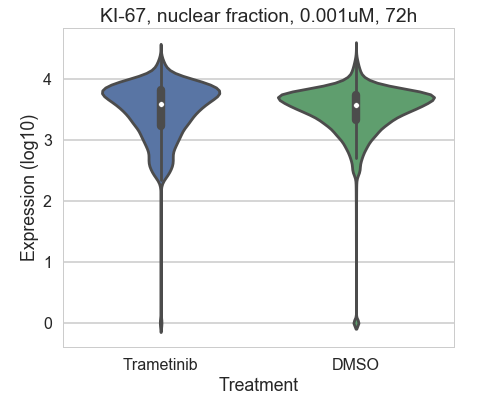 KI-67, nuclear fraction, 0.001uM, 72h
Expression (log10)
4
3
2
1
0
Trametinib
DMSO
Treatment